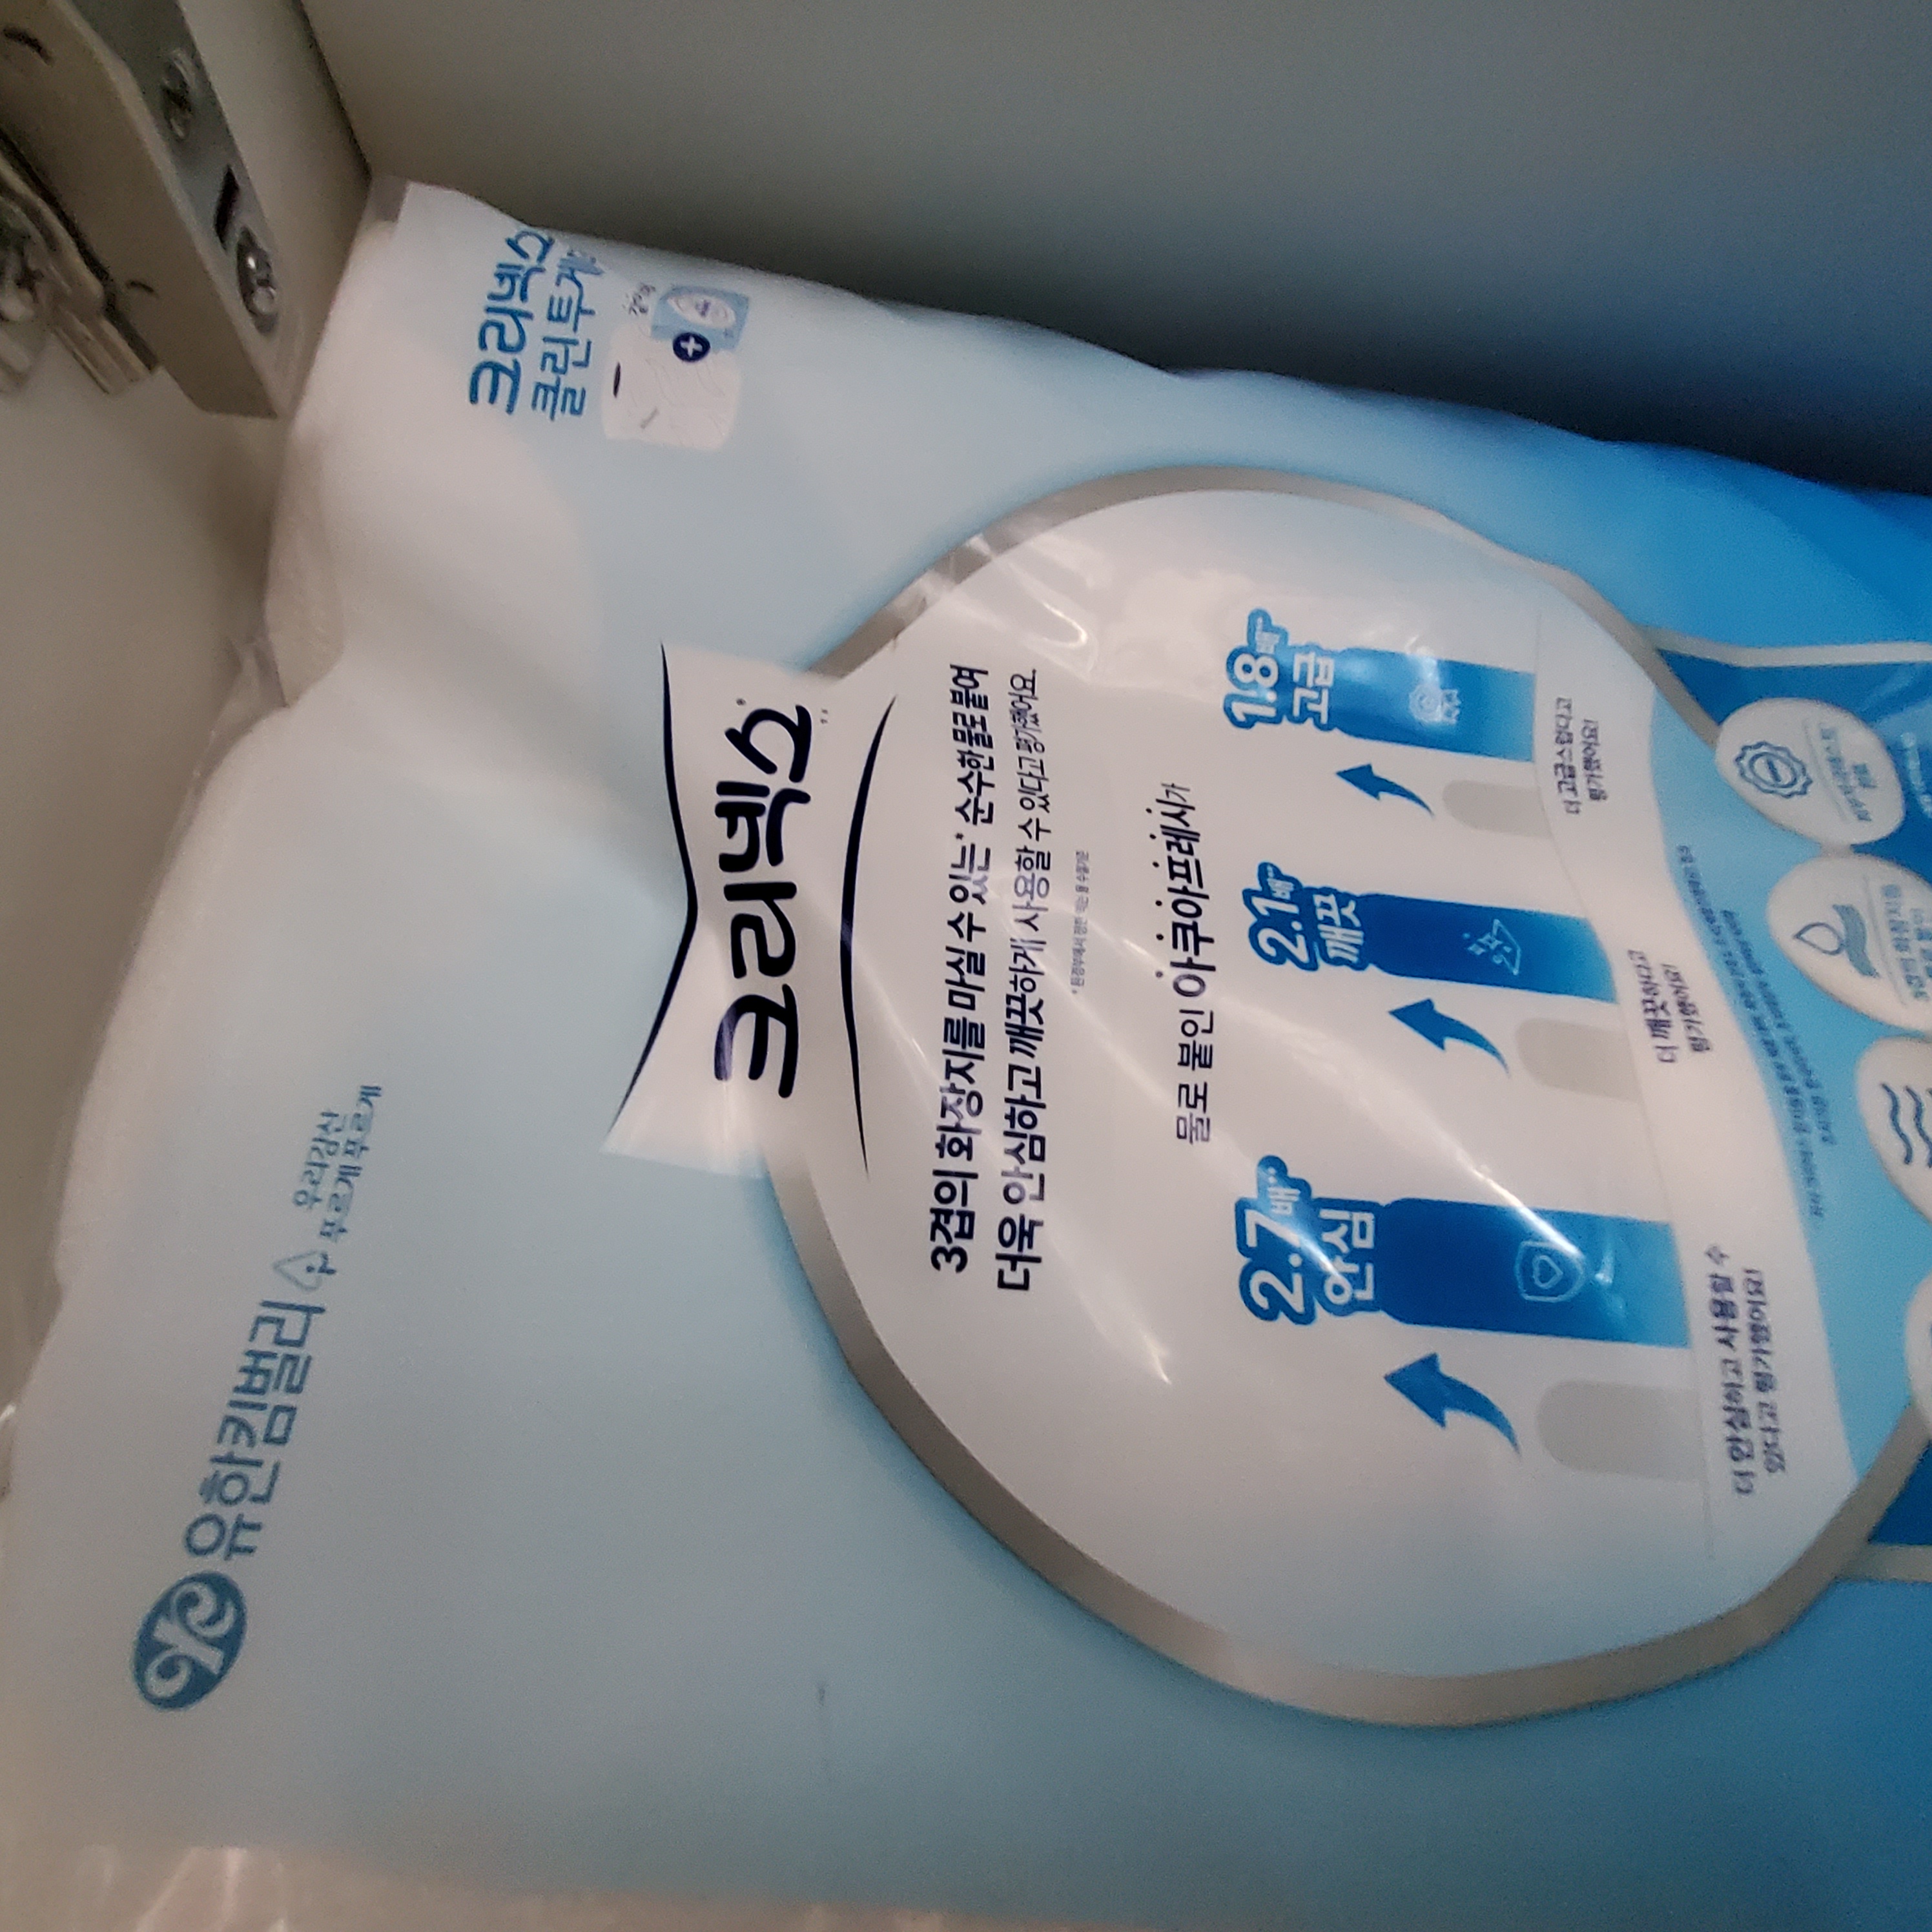 유한킴벌리
우리강산
푸르게 푸르게
크리넥스
클린투게더
크리넥스
3겹의 화장지를 마실 수 있는* 순수한 물로 붙여
더욱 안심하고 깨끗하게 사용할 수 있다고 평가했어요.
물로 붙인 아쿠아프레시가
2.7배**
안심
2.1배**
깨끗
1.8배**
고급
더 안심하고 사용할 수
있다고 평가했어요!
더 깨끗하다고
평가했어요!
더 고급스럽다고
평가했어요!